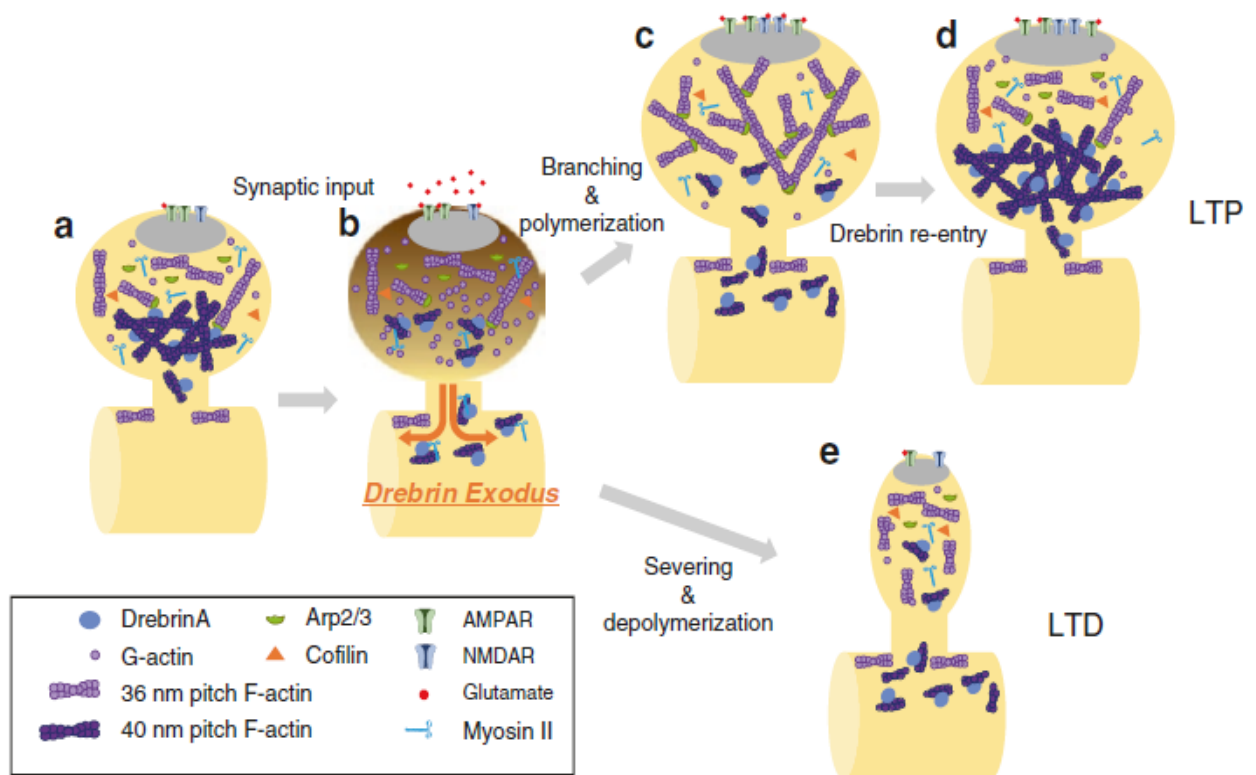 c
d
Synaptic input
Branching
&
polymerization
a
b
Drebrin re-entry
LTP
Drebrin Exodus
e
Severing
&
depolymerization
LTD
DrebrinA
Arp2/3
AMPAR
G-actin
Cofilin
NMDAR
36 nm pitch F-actin
Glutamate
40 nm pitch F-actin
Myosin II